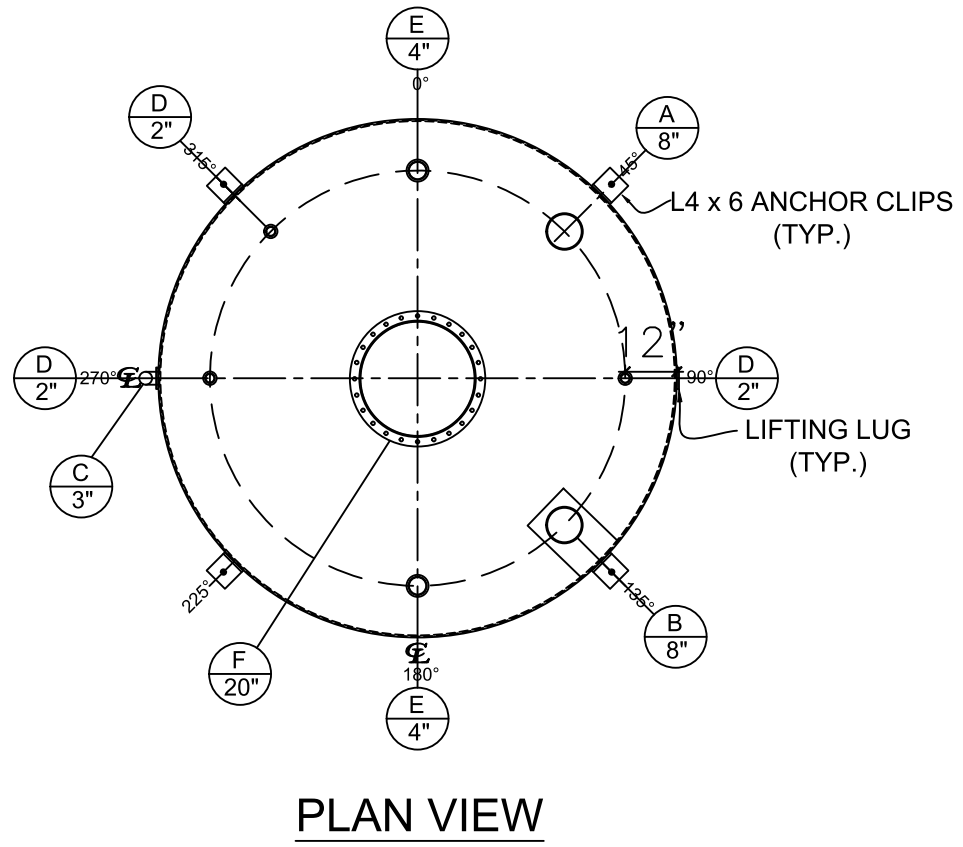 E
4"
0°
D
2"
315°
A
8"
45°
L4 x 6 ANCHOR CLIPS
(TYP.)
12"
D
2"
270°
℄
90°
D
2"
LIFTING LUG
(TYP.)
C
3"
225°
135°
B
8"
℄
180°
F
20"
E
4"
PLAN VIEW